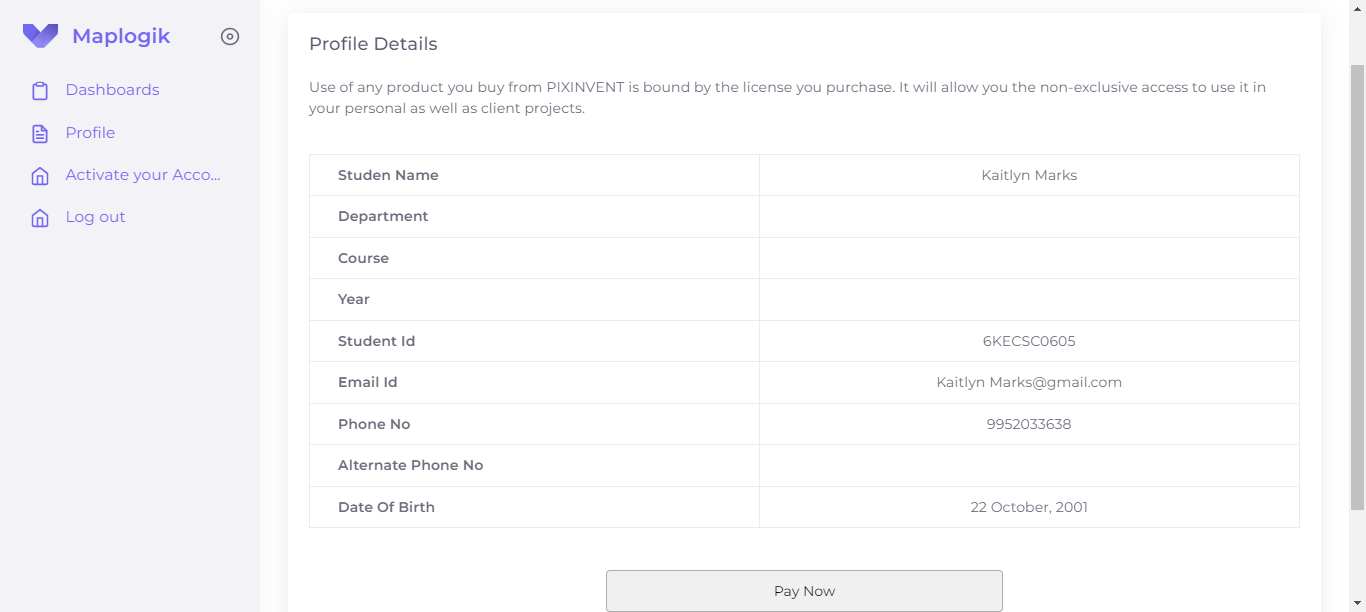 Maplogik
Dashboards
Profile
Activate your Acco...
Log out
Profile Details
Use of any product you buy from PIXINVENT is bound by the license you purchase. It will allow you the non-exclusive access to use it in
your personal as well as client projects.
Studen Name Kaitlyn Marks
Department
Course
Year
Student Id 6KECSC0605
Email Id Kaitlyn Marks@gmail.com
Phone No 9952033638
Alternate Phone No
Date Of Birth 22 October, 2001
Pay Now